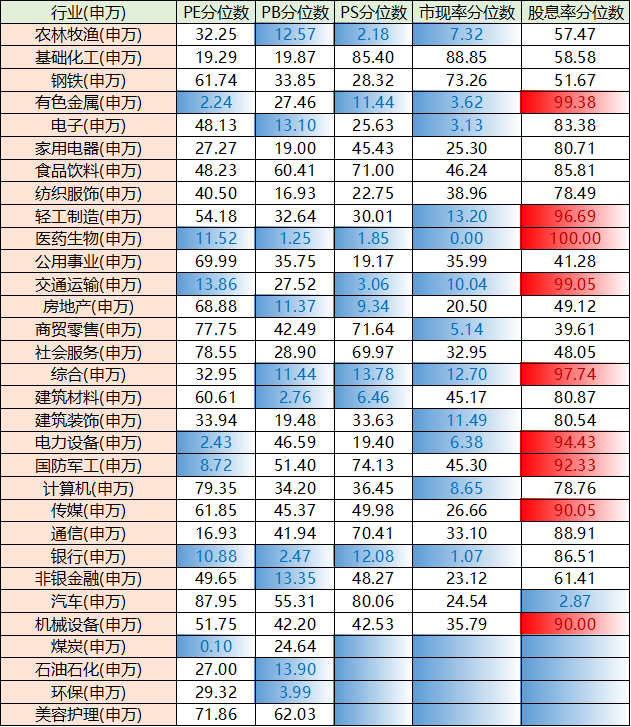 行业(申万) PE分位数 PB分位数 PS分位数 市现率分位数 股息率分位数
农林牧渔(申万) 32.25 12.57 2.18 7.32 57.47
基础化工(申万) 19.29 19.87 85.40 88.85 58.58
钢铁(申万) 61.74 33.85 28.32 73.26 51.67
有色金属(申万) 2.24 27.46 11.44 3.62 99.38
电子(申万) 48.13 13.10 25.63 3.13 83.38
家用电器(申万) 27.27 19.00 45.43 25.30 80.71
食品饮料(申万) 48.23 60.41 71.00 46.24 85.81
纺织服饰(申万) 40.50 16.93 22.75 38.96 78.49
轻工制造(申万) 54.18 32.64 30.01 13.20 96.69
医药生物(申万) 11.52 1.25 1.85 0.00 100.00
公用事业(申万) 69.99 35.75 19.17 35.99 41.28
交通运输(申万) 13.86 27.52 3.06 10.04 99.05
房地产(申万) 68.88 11.37 9.34 20.50 49.12
商贸零售(申万) 77.75 42.49 71.64 5.14 39.61
社会服务(申万) 78.55 28.90 69.97 32.95 48.05
综合(申万) 32.95 11.44 13.78 12.70 97.74
建筑材料(申万) 60.61 2.76 6.46 45.17 80.87
建筑装饰(申万) 33.94 19.48 33.63 11.49 80.54
电力设备(申万) 2.43 46.59 19.40 6.38 94.43
国防军工(申万) 8.72 51.40 74.13 45.30 92.33
计算机(申万) 79.35 34.20 36.45 8.65 78.76
传媒(申万) 61.85 45.37 49.98 26.66 90.05
通信(申万) 16.93 41.94 70.41 33.10 88.91
银行(申万) 10.88 2.47 12.08 1.07 86.51
非银金融(申万) 49.65 13.35 48.27 23.12 61.41
汽车(申万) 87.95 55.31 80.06 24.54 2.87
机械设备(申万) 51.75 42.20 42.53 35.79 90.00
煤炭(申万) 0.10 24.64
石油石化(申万) 27.00 13.90
环保(申万) 29.32 3.99
美容护理(申万) 71.86 62.03